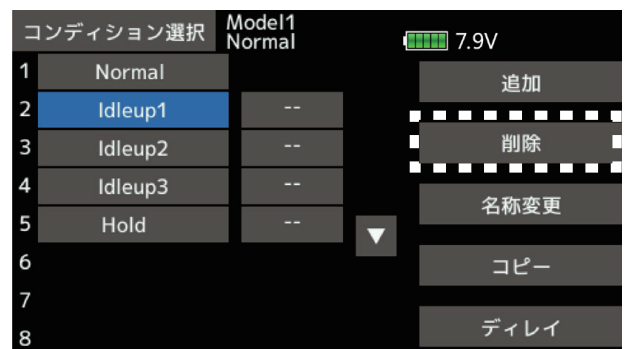 コンディション選択
Model1
Normal
7.9V
1 Normal
追加
2 Idleup1 --
3 Idleup2 --
削除
4 Idleup3 --
名称変更
5 Hold -- ▼
6
コピー
7
8
ディレイ